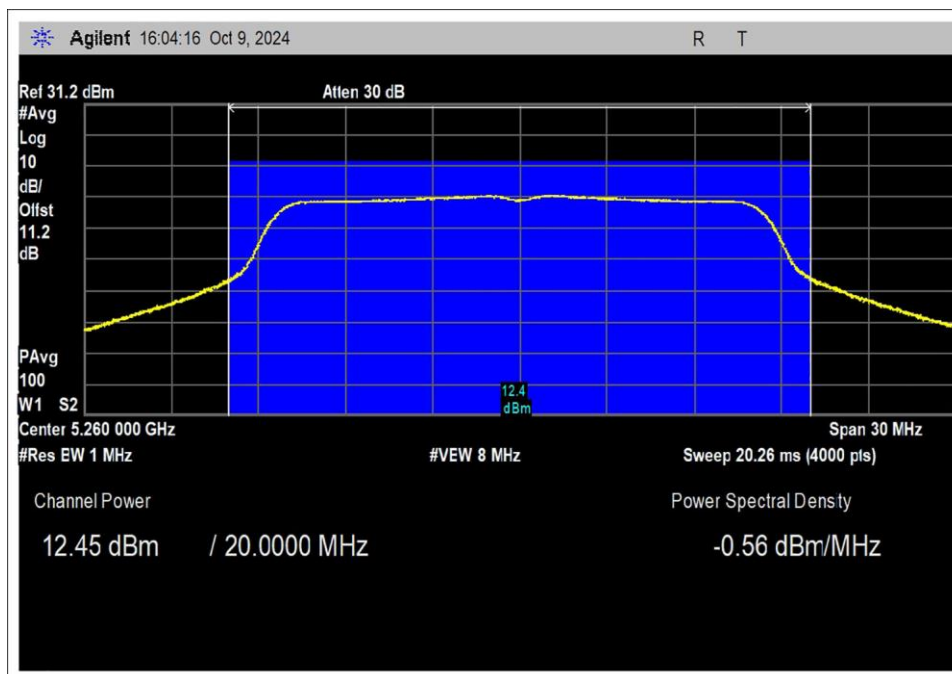 Agilent 16:04:16 Oct 9, 2024 R T
Ref 31.2 dBm Atten 30 dB
#Avg
Log
10
dB/
Offst
11.2
dB
PAvg
100
W1 S2
12.4
dBm
Center 5.260 000 GHz Span 30 MHz
#Res BW 1 MHz #VBW 8 MHz Sweep 20.26 ms (4000 pts)
Channel Power Power Spectral Density
12.45 dBm / 20.0000 MHz -0.56 dBm/MHz